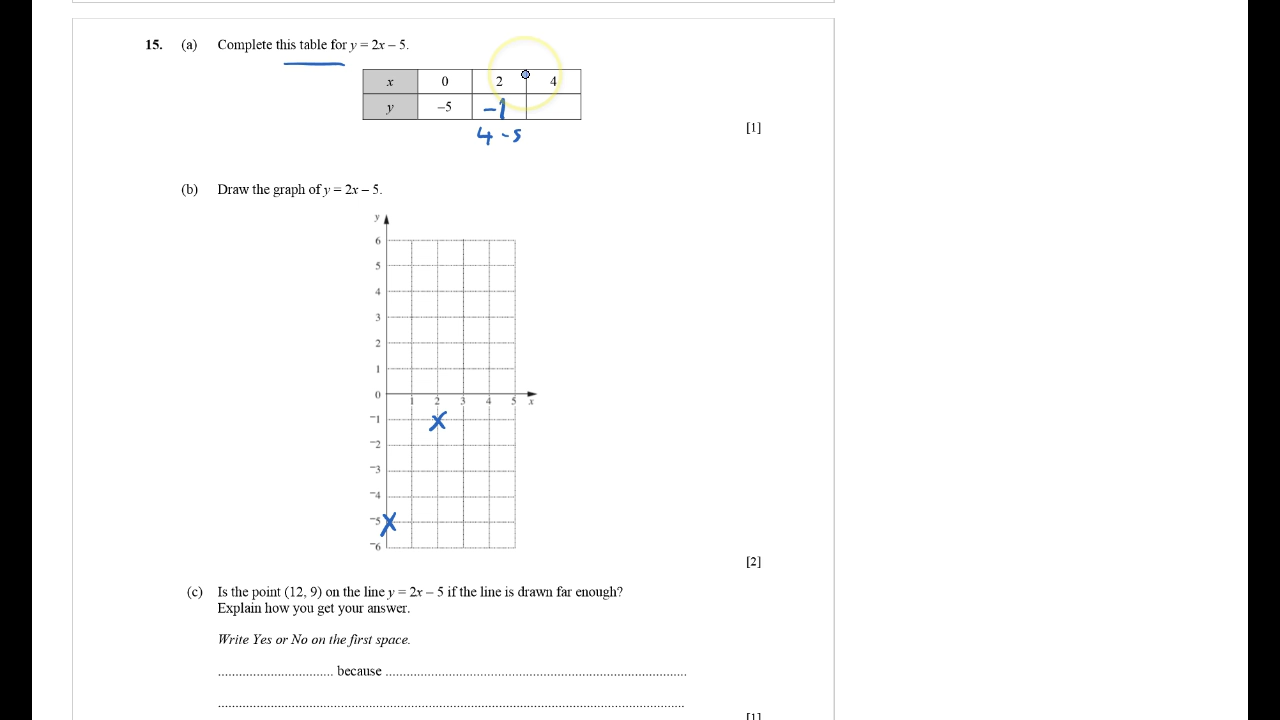 15. (a) Complete this table for y = 2x – 5.
x 0 2 4
y –5 -1
4 - 5
[1]
(b) Draw the graph of y = 2x – 5.
y
6
5
4
3
2
1
0
1 2 3 4 5 x
−1
−2
−3
−4
−5
−6
x
x
[2]
(c) Is the point (12, 9) on the line y = 2x – 5 if the line is drawn far enough?
Explain how you get your answer.
Write Yes or No on the first space.
................................. because ......................................................................................
.....................................................................................................................................
[1]